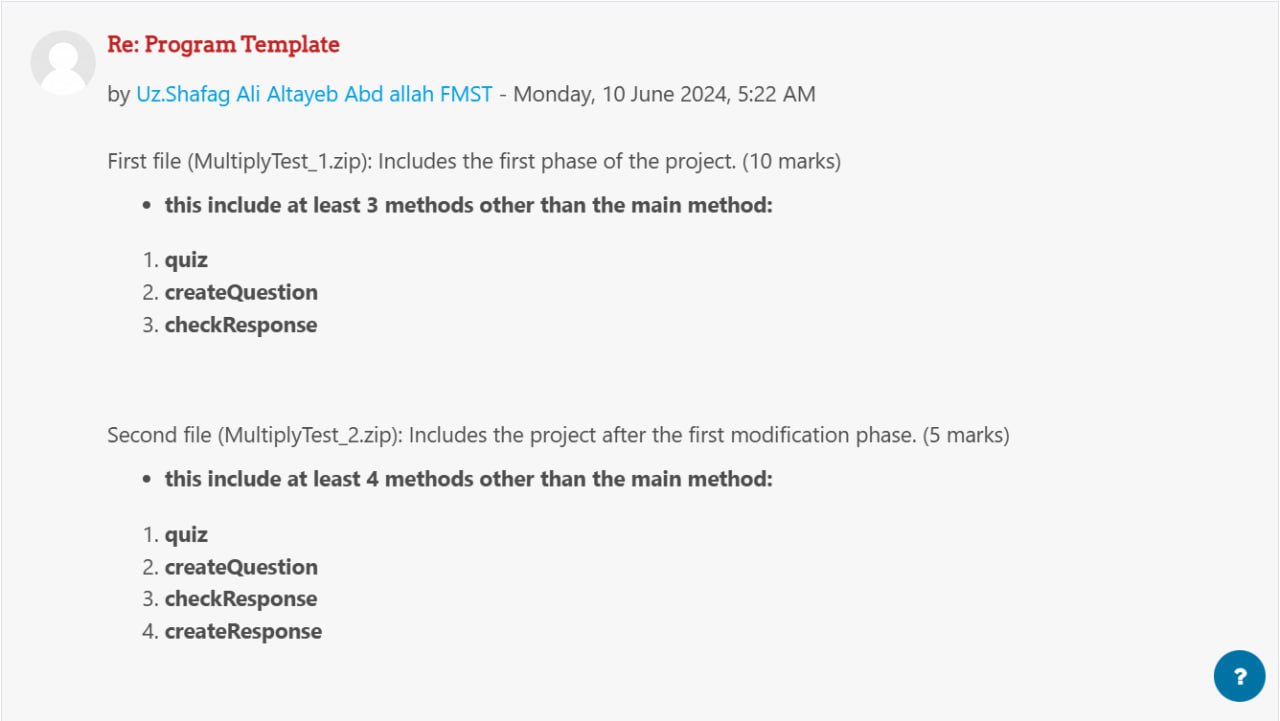 Re: Program Template
by Uz.Shafag Ali Altayeb Abd allah FMST - Monday, 10 June 2024, 5:22 AM
First file (MultiplyTest_1.zip): Includes the first phase of the project. (10 marks)
• this include at least 3 methods other than the main method:
1. quiz
2. createQuestion
3. checkResponse
Second file (MultiplyTest_2.zip): Includes the project after the first modification phase. (5 marks)
• this include at least 4 methods other than the main method:
1. quiz
2. createQuestion
3. checkResponse
4. createResponse
?